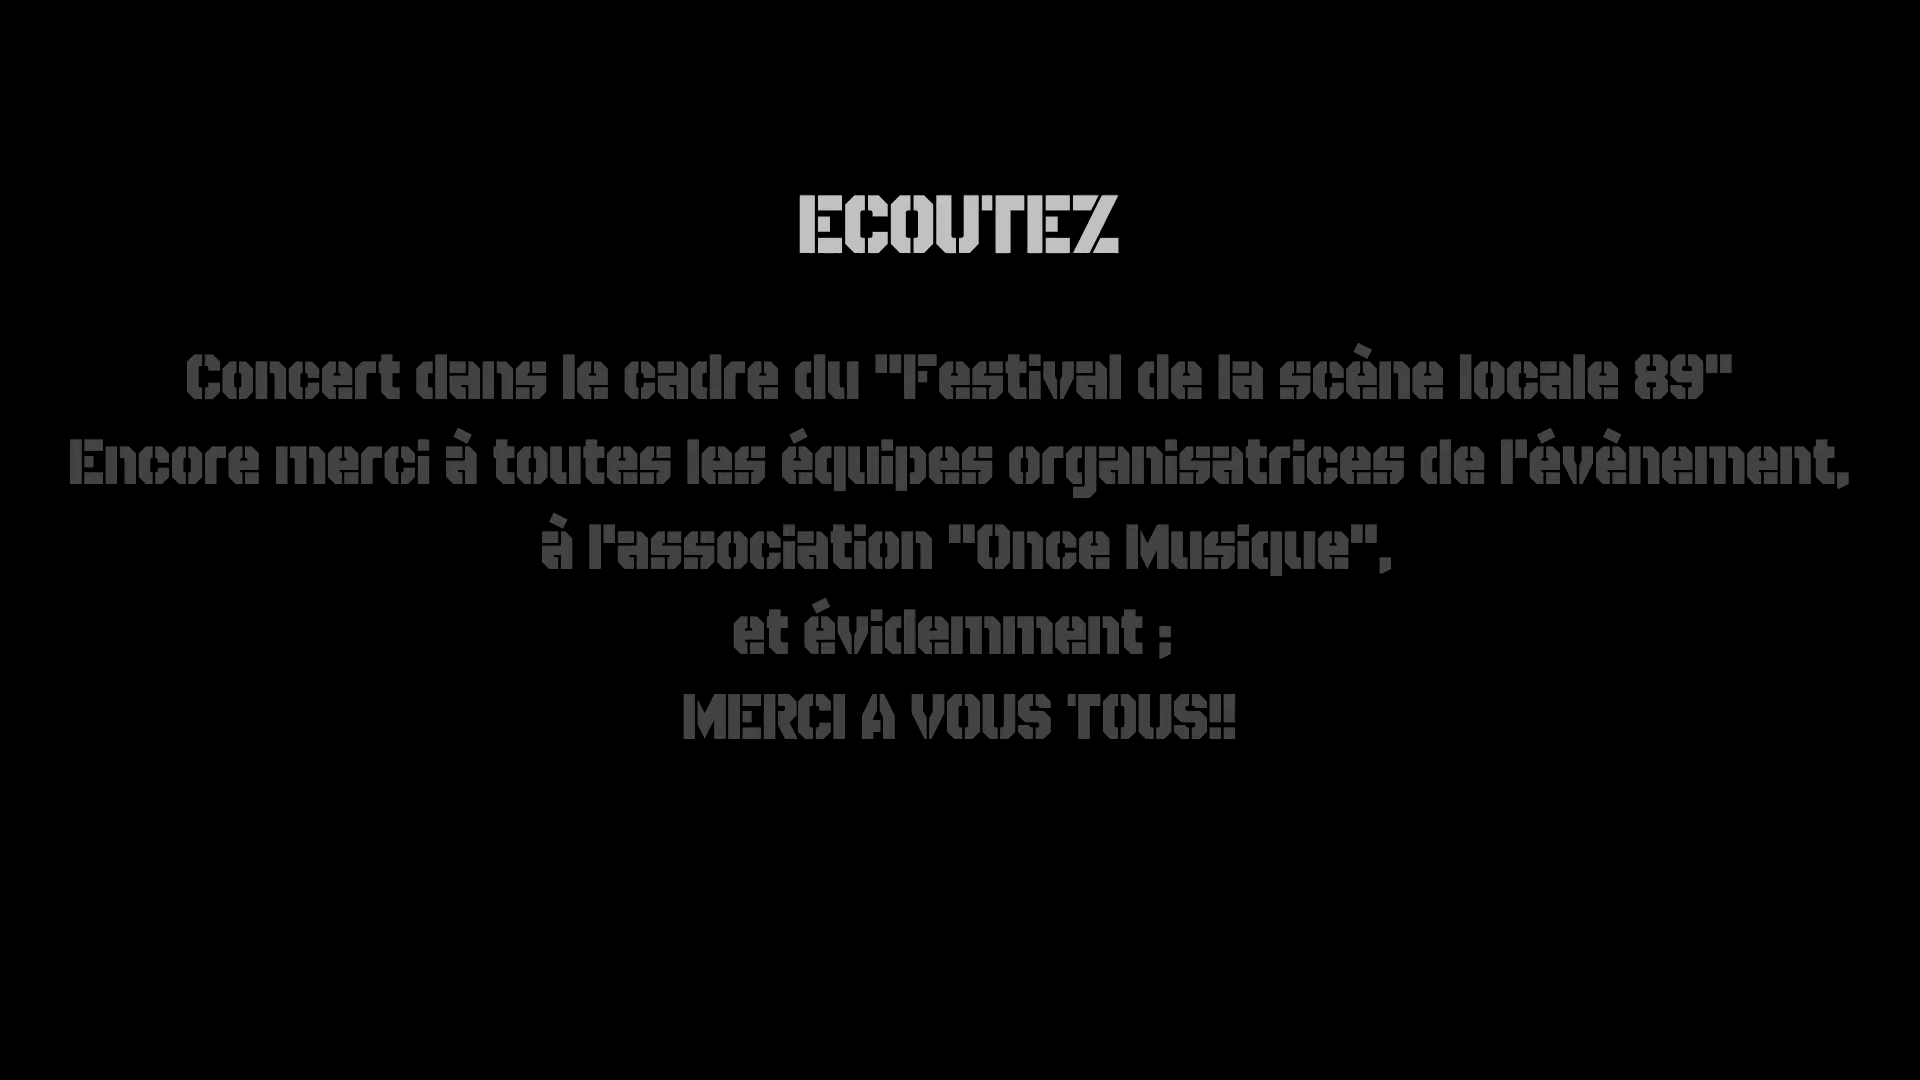 ECOUTEZ
Concert dans le cadre du "Festival de la scène locale 89"
Encore merci à toutes les équipes organisatrices de l'évènement,
à l'association "Once Musique",
et évidemment ;
MERCI A VOUS TOUS!!